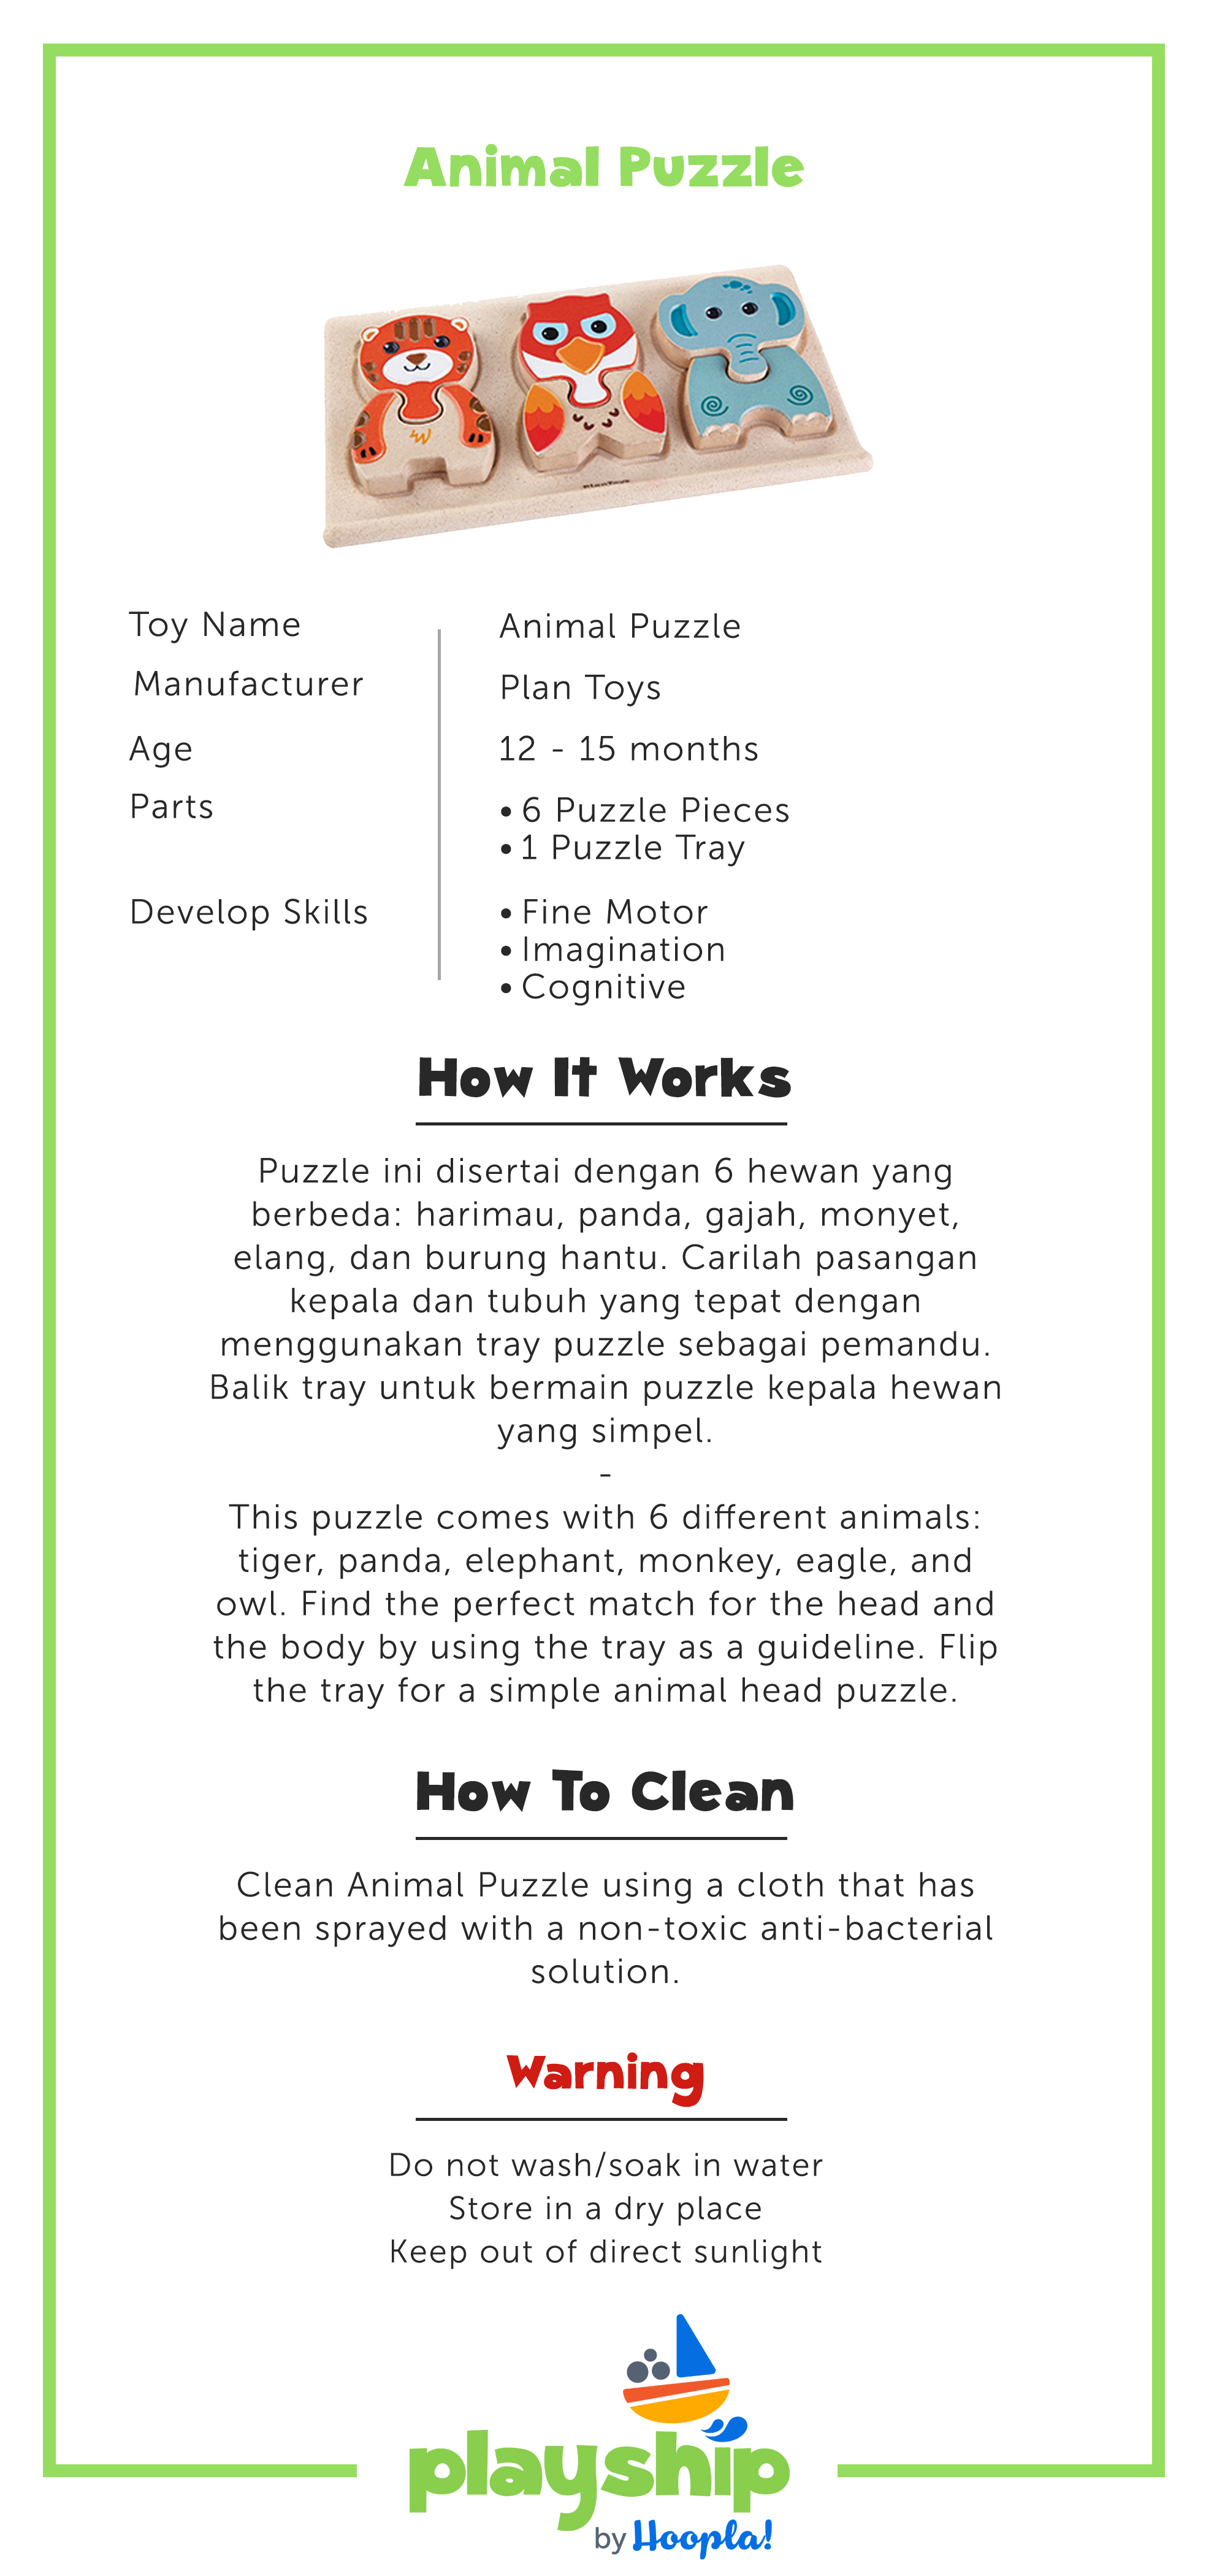 Animal Puzzle
PlanToys
Toy Name
Animal Puzzle
Manufacturer
Plan Toys
Age
12 - 15 months
Parts
• 6 Puzzle Pieces
• 1 Puzzle Tray
Develop Skills
• Fine Motor
• Imagination
• Cognitive
How It Works
Puzzle ini disertai dengan 6 hewan yang
berbeda: harimau, panda, gajah, monyet,
elang, dan burung hantu. Carilah pasangan
kepala dan tubuh yang tepat dengan
menggunakan tray puzzle sebagai pemandu.
Balik tray untuk bermain puzzle kepala hewan
yang simpel.
-
This puzzle comes with 6 different animals:
tiger, panda, elephant, monkey, eagle, and
owl. Find the perfect match for the head and
the body by using the tray as a guideline. Flip
the tray for a simple animal head puzzle.
How To Clean
Clean Animal Puzzle using a cloth that has
been sprayed with a non-toxic anti-bacterial
solution.
Warning
Do not wash/soak in water
Store in a dry place
Keep out of direct sunlight
playship
by Hoopla!